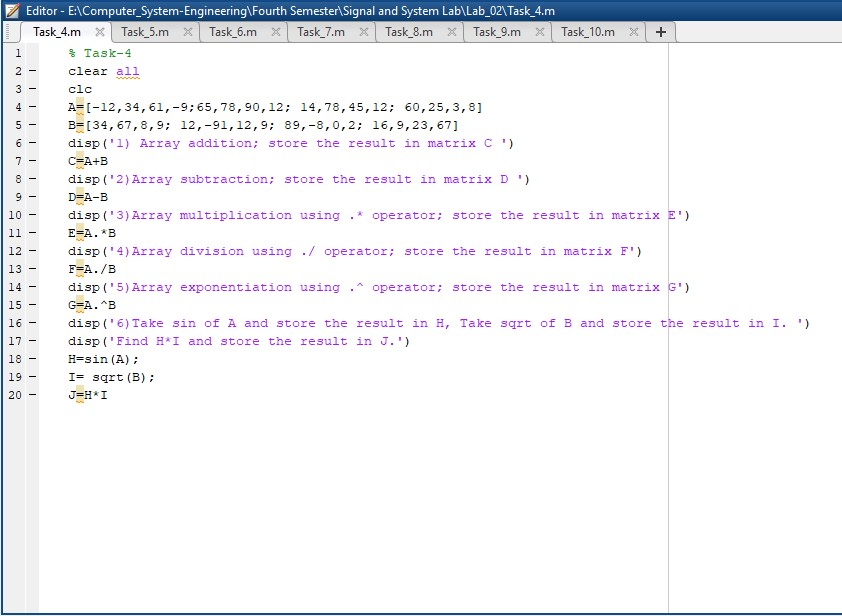 Editor - E:\Computer_System-Engineering\Fourth Semester\Signal and System Lab\Lab_02\Task_4.m
Task_4.m Task_5.m Task_6.m Task_7.m Task_8.m Task_9.m Task_10.m +
1 % Task-4
2 - clear all
3 - clc
4 - A=[-12,34,61,-9;65,78,90,12; 14,78,45,12; 60,25,3,8]
5 - B=[34,67,8,9; 12,-91,12,9; 89,-8,0,2; 16,9,23,67]
6 - disp('1) Array addition; store the result in matrix C ')
7 - C=A+B
8 - disp('2)Array subtraction; store the result in matrix D ')
9 - D=A-B
10 - disp('3)Array multiplication using .* operator; store the result in matrix E')
11 - E=A.*B
12 - disp('4)Array division using ./ operator; store the result in matrix F')
13 - F=A./B
14 - disp('5)Array exponentiation using .^ operator; store the result in matrix G')
15 - G=A.^B
16 - disp('6)Take sin of A and store the result in H, Take sqrt of B and store the result in I. ')
17 - disp('Find H*I and store the result in J.')
18 - H=sin(A);
19 - I= sqrt(B);
20 - J=H*I